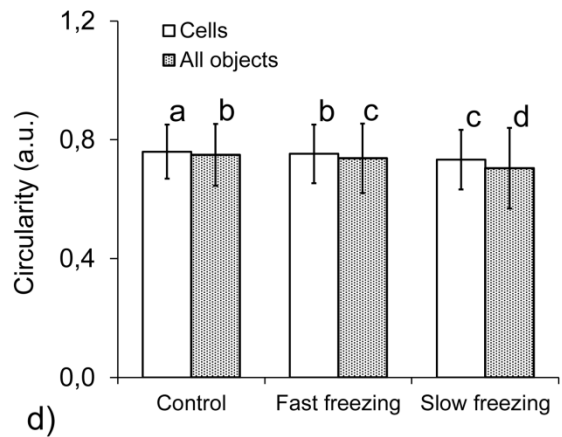 1,2
Cells
All objects
a b b c c d
0,8
Circularity (a.u.)
0,4
0,0
Control Fast freezing Slow freezing
d)